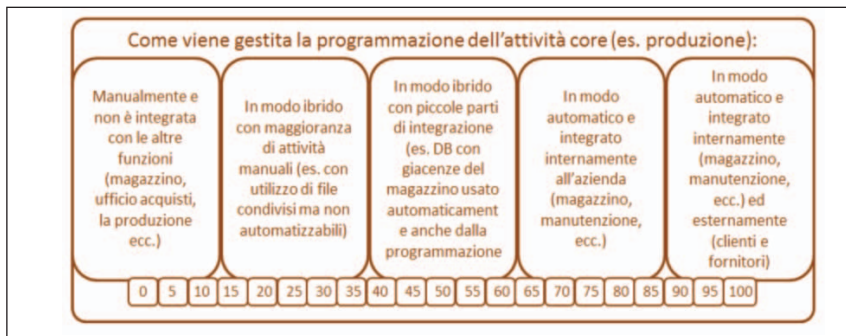 Come viene gestita la programmazione dell'attività core (es. produzione):
Manualmente e
non è integrata
con le altre
funzioni
(magazzino,
ufficio acquisti,
la produzione
ecc.)
In modo ibrido
con maggioranza
di attività
manuali (es. con
utilizzo di file
condivisi ma non
automatizzabili)
In modo ibrido
con piccole parti
di integrazione
(es. DB con
giacenze del
magazzino usato
automaticament
e anche dalla
programmazione
In modo
automatico e
integrato
internamente
all'azienda
(magazzino,
manutenzione,
ecc.)
In modo
automatico e
integrato
internamente
(magazzino,
manutenzione,
ecc.) ed
esternamente
(clienti e
fornitori)
0 5 10 15 20 25 30 35 40 45 50 55 60 65 70 75 80 85 90 95 100